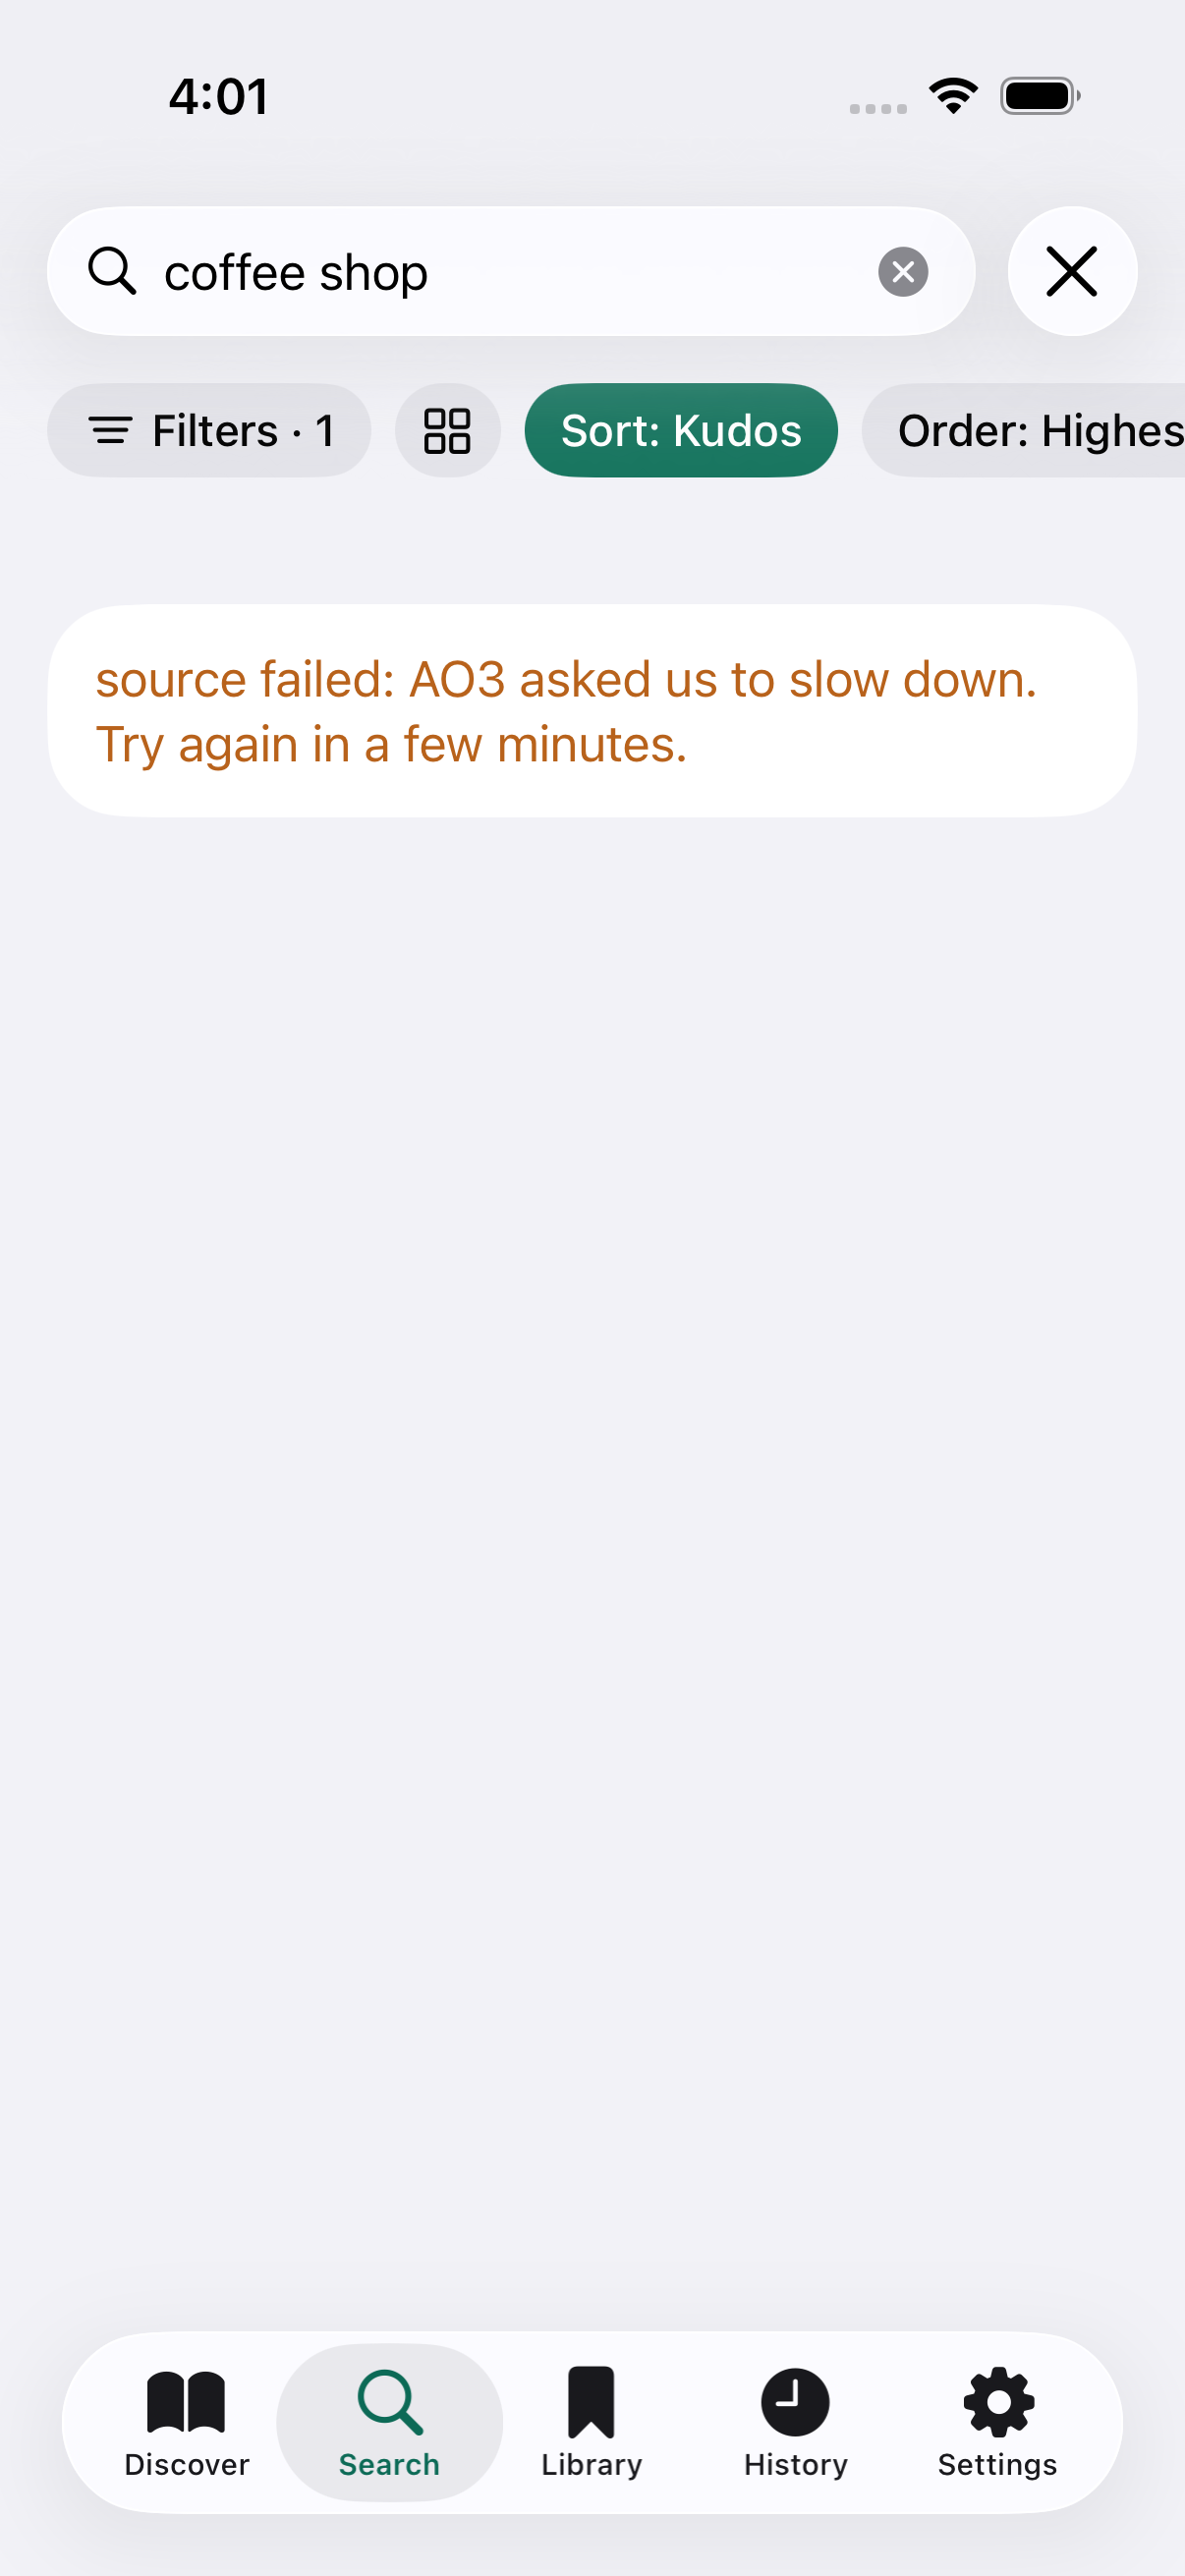 4:01
coffee shop
Filters · 1
Sort: Kudos
Order: Highes
source failed: AO3 asked us to slow down.
Try again in a few minutes.
Discover
Search
Library
History
Settings